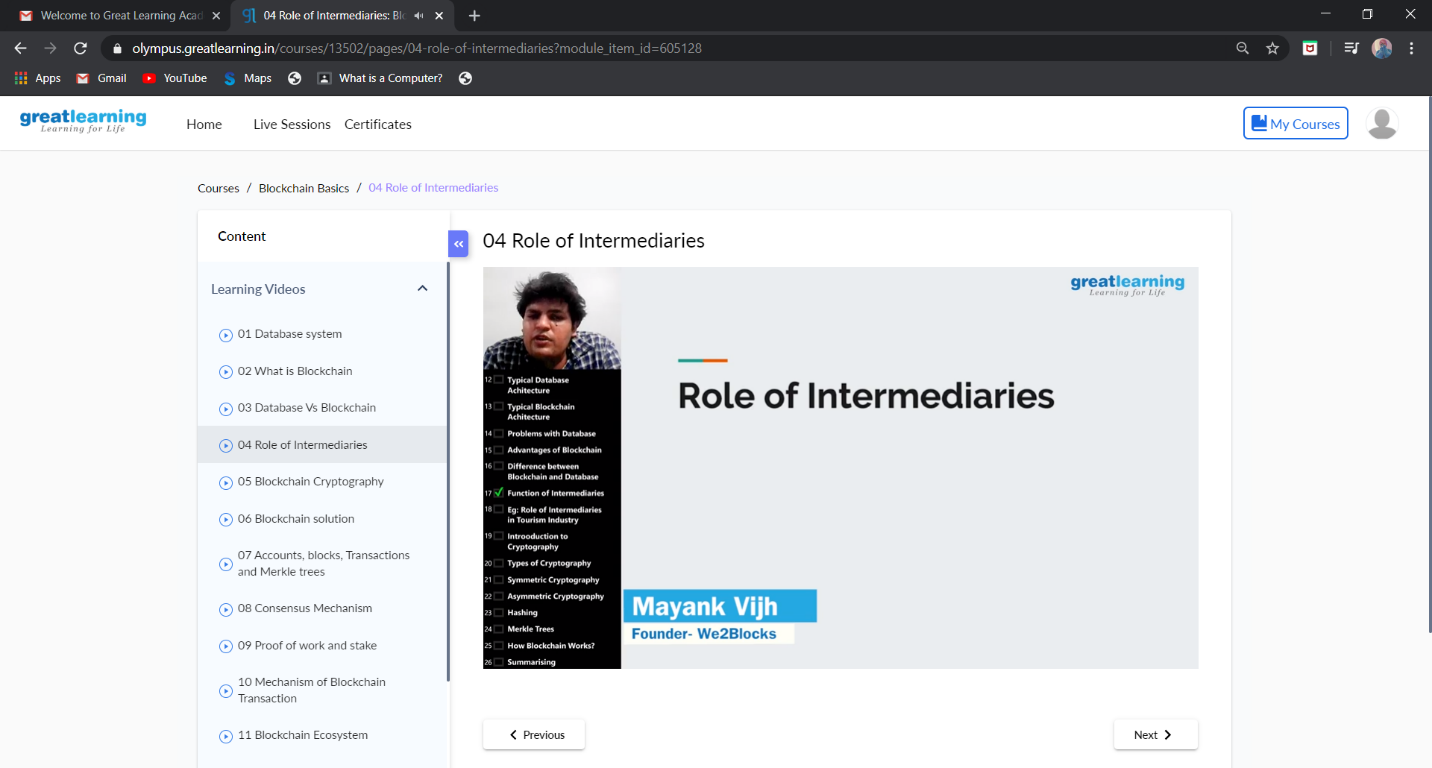 Welcome to Great Learning Acad
04 Role of Intermediaries: Blo
olympus.greatlearning.in/courses/13502/pages/04-role-of-intermediaries?module_item_id=605128
Apps Gmail YouTube Maps What is a Computer?
greatlearning
Learning for Life
Home Live Sessions Certificates
My Courses
Courses / Blockchain Basics / 04 Role of Intermediaries
Content
Learning Videos
01 Database system
02 What is Blockchain
03 Database Vs Blockchain
04 Role of Intermediaries
05 Blockchain Cryptography
06 Blockchain solution
07 Accounts, blocks, Transactions
and Merkle trees
08 Consensus Mechanism
09 Proof of work and stake
10 Mechanism of Blockchain
Transaction
11 Blockchain Ecosystem
04 Role of Intermediaries
12 Typical Database
Achitecture
13 Typical Blockchain
Achitecture
14 Problems with Database
15 Advantages of Blockchain
16 Difference between
Blockchain and Database
17 Function of Intermediaries
18 Eg: Role of Intermediaries
in Tourism Industry
19 Introoduction to
Cryptography
20 Types of Cryptography
21 Symmetric Cryptography
22 Asymmetric Cryptography
23 Hashing
24 Merkle Trees
25 How Blockchain Works?
26 Summarising
greatlearning
Learning for Life
Role of Intermediaries
Mayank Vijh
Founder- We2Blocks
Previous
Next